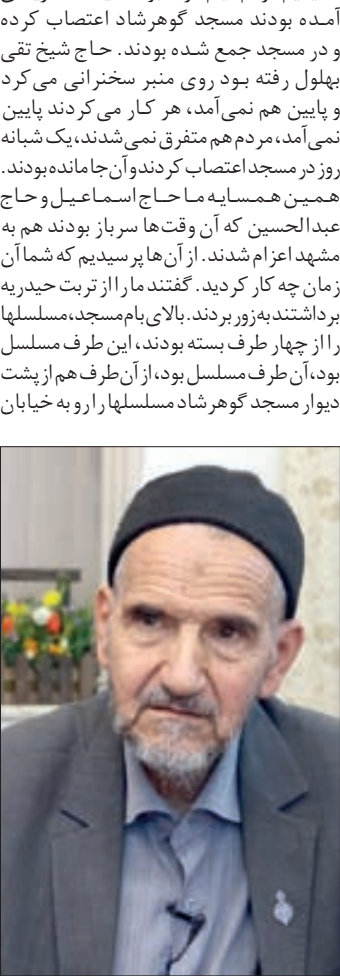 آمده بودند مسجد گوهرشاد اعتصاب کرده
و در مسجد جمع شده بودند. حاج شیخ تقی
بهلول رفته بود روی منبر سخنرانی می‌کرد
و پایین هم نمی‌آمد، هر کار می‌کردند پایین
نمی‌آمد، مردم هم متفرق نمی‌شدند، یک شبانه
روز در مسجد اعتصاب کردند و آن جا مانده بودند.
همین همسایه ما حاج اسماعیل و حاج
عبدالحسین که آن وقت‌ها سرباز بودند هم به
مشهد اعزام شدند. از آن‌ها پرسیدیم که شما آن
زمان چه کار کردید. گفتند ما را از تربت حیدریه
برداشتند به زور بردند. بالای بام مسجد، مسلسلها
را از چهار طرف بسته بودند، این طرف مسلسل
بود، آن طرف مسلسل بود، از آن طرف هم از پشت
دیوار مسجد گوهرشاد مسلسلها را رو به خیابان